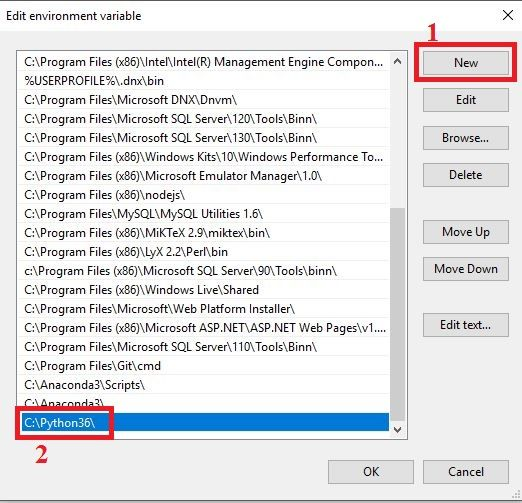 Edit environment variable
1
C:\Program Files (x86)\Intel\Intel(R) Management Engine Compon...
%USERPROFILE%\.dnx\bin
C:\Program Files\Microsoft DNX\Dnvm\
C:\Program Files\Microsoft SQL Server\120\Tools\Binn\
C:\Program Files\Microsoft SQL Server\130\Tools\Binn\
C:\Program Files (x86)\Windows Kits\10\Windows Performance To...
C:\Program Files (x86)\Microsoft Emulator Manager\1.0\
C:\Program Files (x86)\nodejs\
C:\Program Files\MySQL\MySQL Utilities 1.6\
C:\Program Files (x86)\MiKTeX 2.9\miktex\bin\
C:\Program Files (x86)\LyX 2.2\Perl\bin
c:\Program Files (x86)\Microsoft SQL Server\90\Tools\binn\
C:\Program Files (x86)\Windows Live\Shared
C:\Program Files\Microsoft\Web Platform Installer\
C:\Program Files (x86)\Microsoft ASP.NET\ASP.NET Web Pages\v1....
C:\Program Files (x86)\Microsoft SQL Server\110\Tools\Binn\
C:\Program Files\Git\cmd
C:\Anaconda3\Scripts\
C:\Anaconda3\
C:\Python36\
2
New
Edit
Browse...
Delete
Move Up
Move Down
Edit text...
OK
Cancel